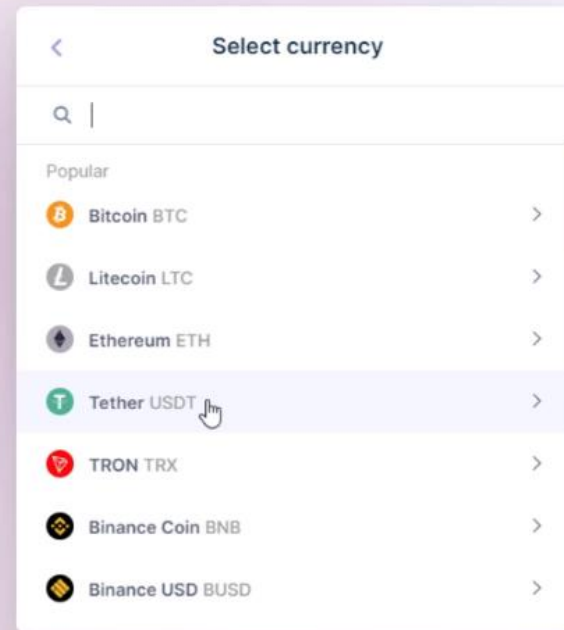 Select currency
Popular
Bitcoin BTC
Litecoin LTC
Ethereum ETH
Tether USDT
TRON TRX
Binance Coin BNB
Binance USD BUSD